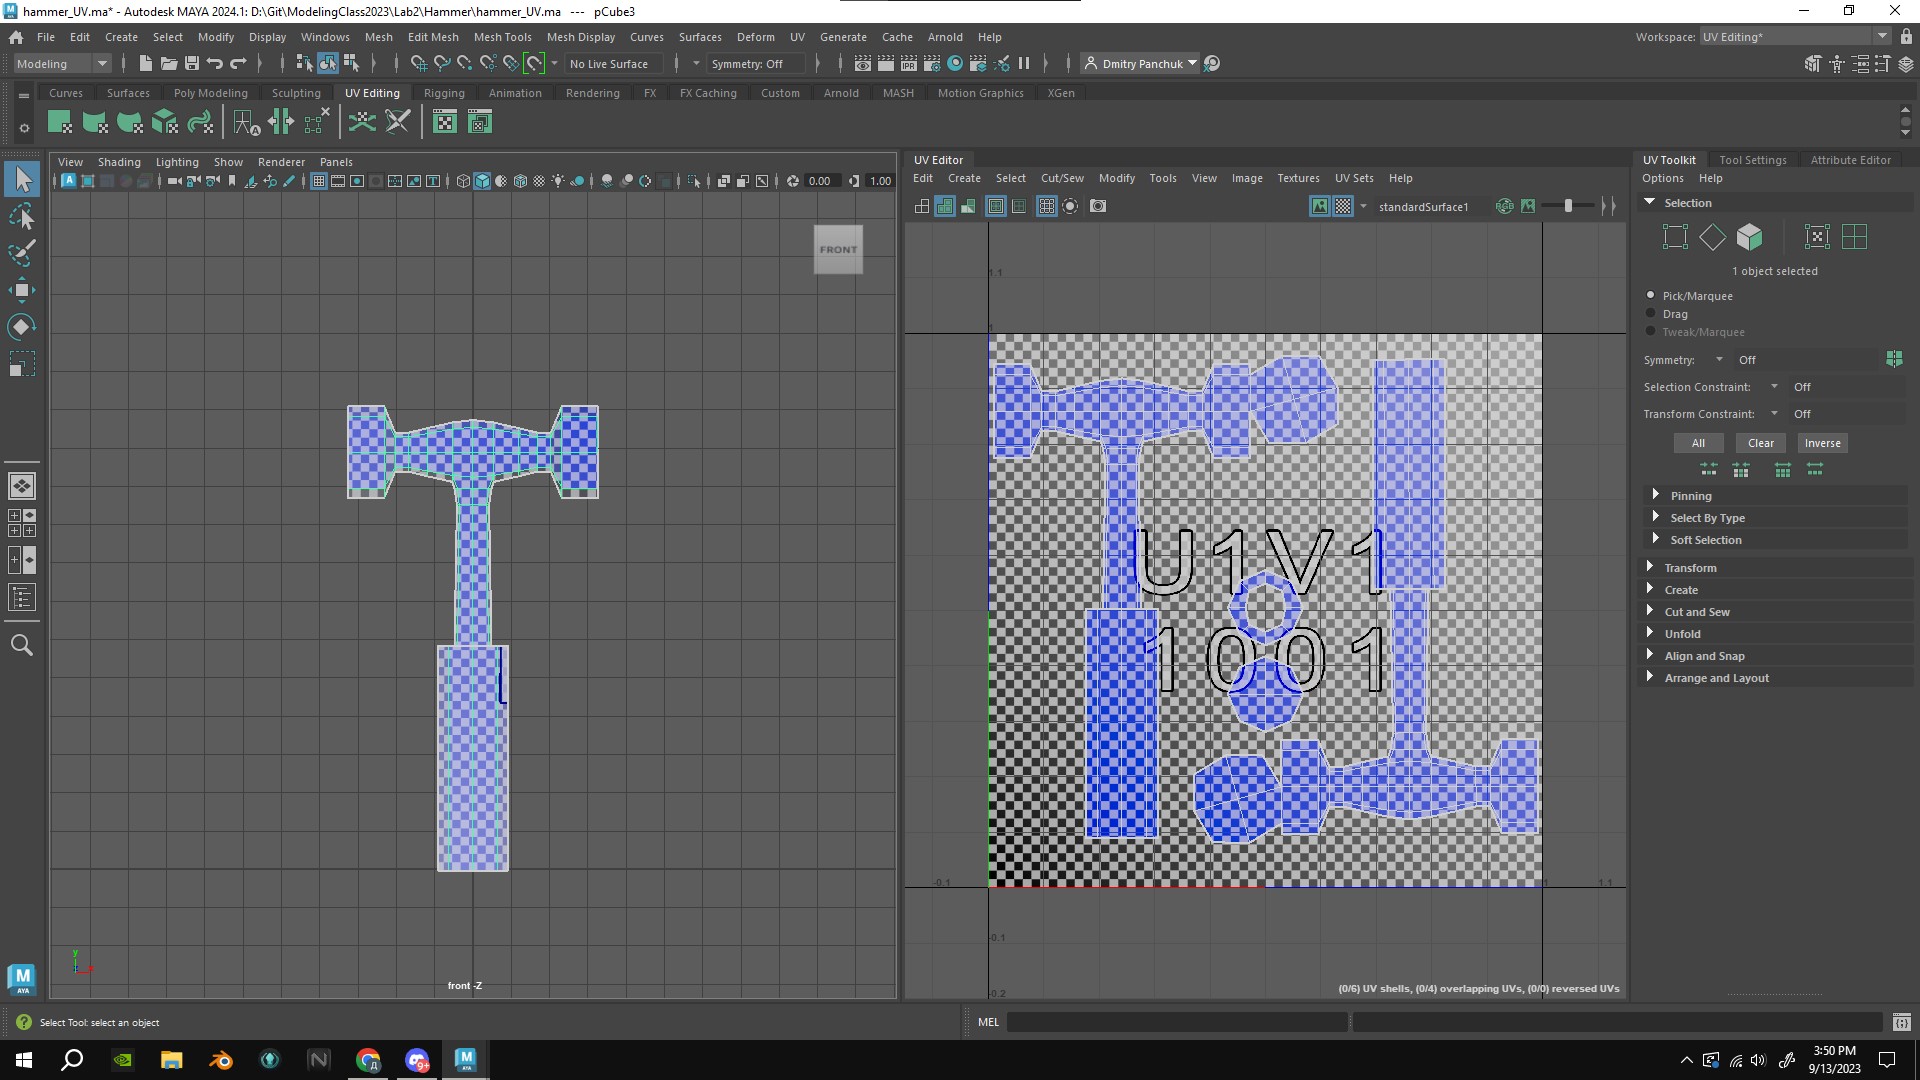 hammer_UV.ma* - Autodesk MAYA 2024.1: D:\Git\ModelingClass2023\Lab2\Hammer\hammer_UV.ma --- pCube3
File Edit Create Select Modify Display Windows Mesh Edit Mesh Mesh Tools Mesh Display Curves Surfaces Deform UV Generate Cache Arnold Help
Workspace: UV Editing*
Modeling No Live Surface Symmetry: Off Dmitry Panchuk
Curves Surfaces Poly Modeling Sculpting UV Editing Rigging Animation Rendering FX FX Caching Custom Arnold MASH Motion Graphics XGen
View Shading Lighting Show Renderer Panels
0.00 1.00
FRONT
y
front -Z
UV Editor
Edit Create Select Cut/Sew Modify Tools View Image Textures UV Sets Help
standardSurface1
1.1
1
U1V1
1001
-0.1 1 1.1
-0.1
-0.2
(0/6) UV shells, (0/4) overlapping UVs, (0/0) reversed UVs
UV Toolkit Tool Settings Attribute Editor
Options Help
Selection
1 object selected
Pick/Marquee
Drag
Tweak/Marquee
Symmetry: Off
Selection Constraint: Off
Transform Constraint: Off
All Clear Inverse
Pinning
Select By Type
Soft Selection
Transform
Create
Cut and Sew
Unfold
Align and Snap
Arrange and Layout
M
AYA
Select Tool: select an object
MEL
3:50 PM
9/13/2023